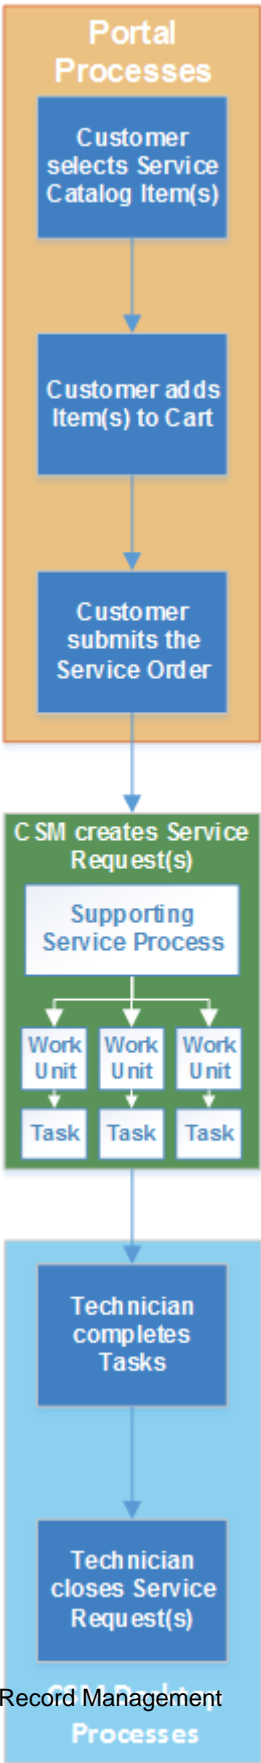 Portal
Processes
Customer
selects Service
Catalog Item(s)
Customer adds
Item(s) to Cart
Customer
submits the
Service Order
CSM creates Service
Request(s)
Supporting
Service Process
Work Work Work
Unit Unit Unit
Task Task Task
Technician
completes
Tasks
Technician
closes Service
Request(s)
Record Management
Processes